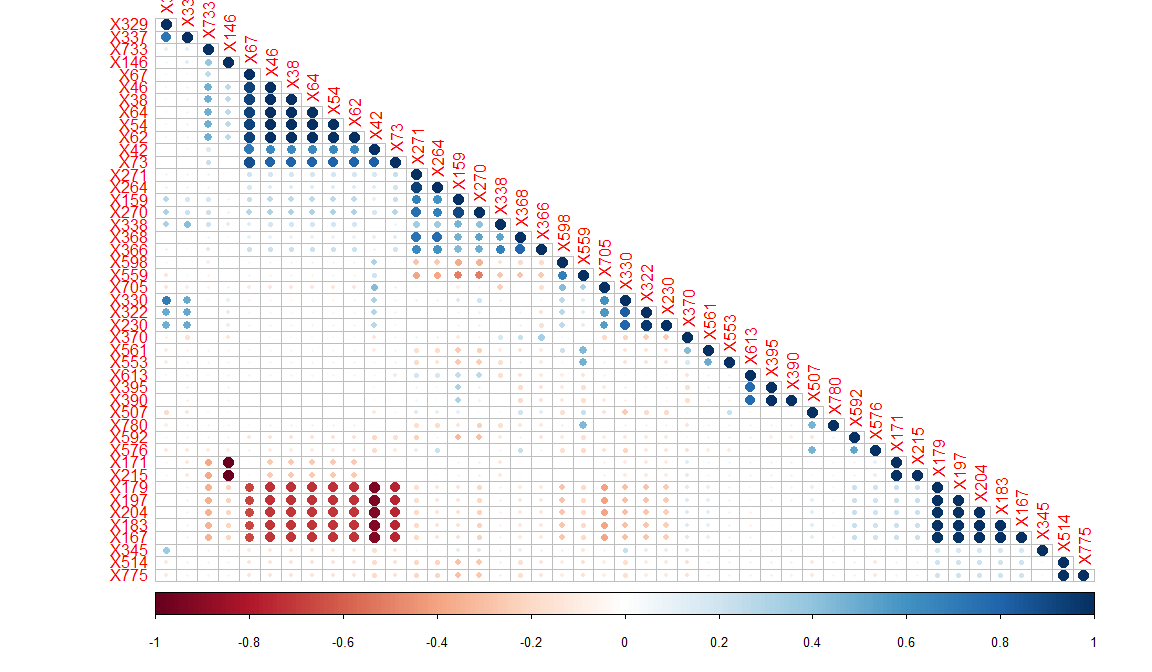 X733
X146
X67
X46
X38
X64
X54
X62
X42
X73
X271
X264
X159
X270
X338
X368
X366
X598
X559
X705
X330
X322
X230
X370
X561
X553
X613
X395
X390
X507
X780
X592
X576
X171
X215
X179
X197
X204
X183
X167
X345
X514
X775
X329
X337
X733
X146
X67
X46
X38
X64
X54
X62
X42
X73
X271
X264
X159
X270
X338
X368
X366
X598
X559
X705
X330
X322
X230
X370
X561
X553
X613
X395
X390
X507
X780
X592
X576
X171
X215
X179
X197
X204
X183
X167
X345
X514
X775
-1 -0.8 -0.6 -0.4 -0.2 0 0.2 0.4 0.6 0.8 1